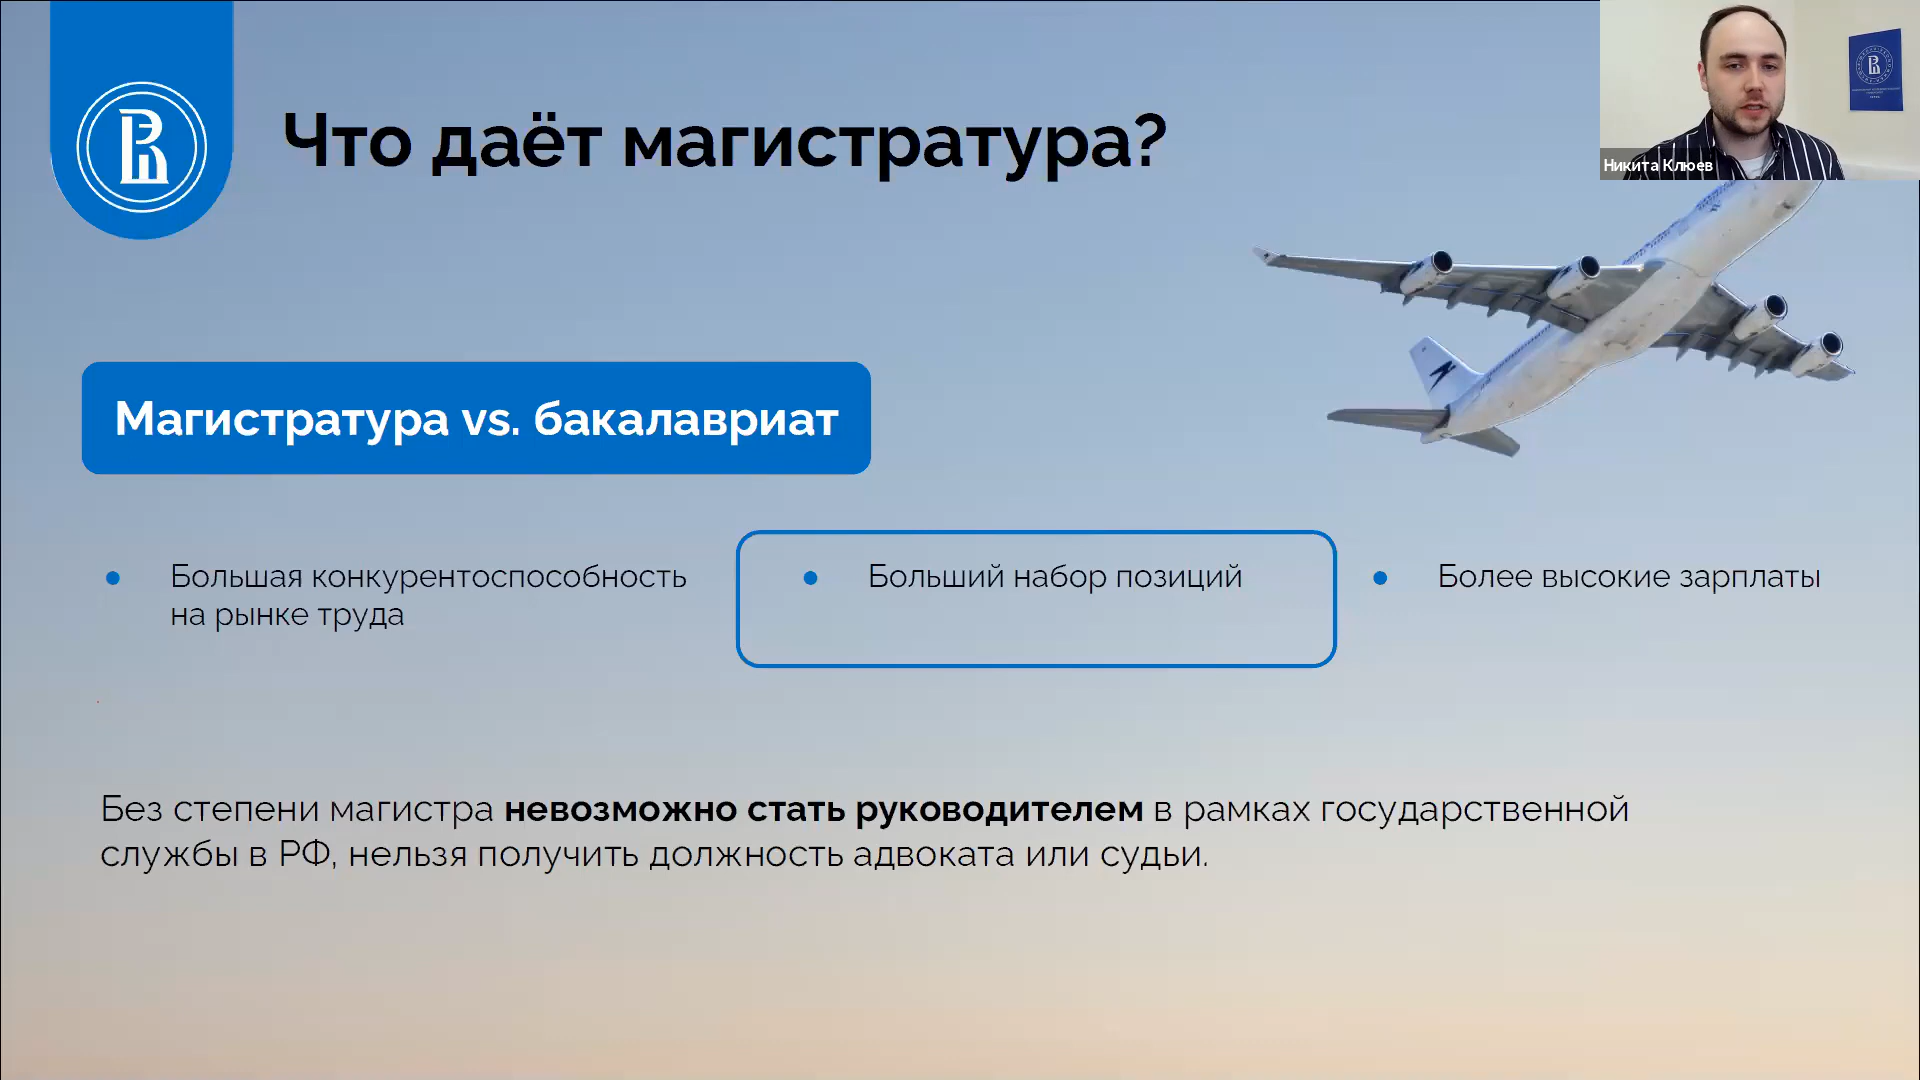 Что даёт магистратура?
Никита Клюев
Магистратура vs. бакалавриат
• Большая конкурентоспособность
на рынке труда
• Больший набор позиций
• Более высокие зарплаты
Без степени магистра невозможно стать руководителем в рамках государственной
службы в РФ, нельзя получить должность адвоката или судьи.